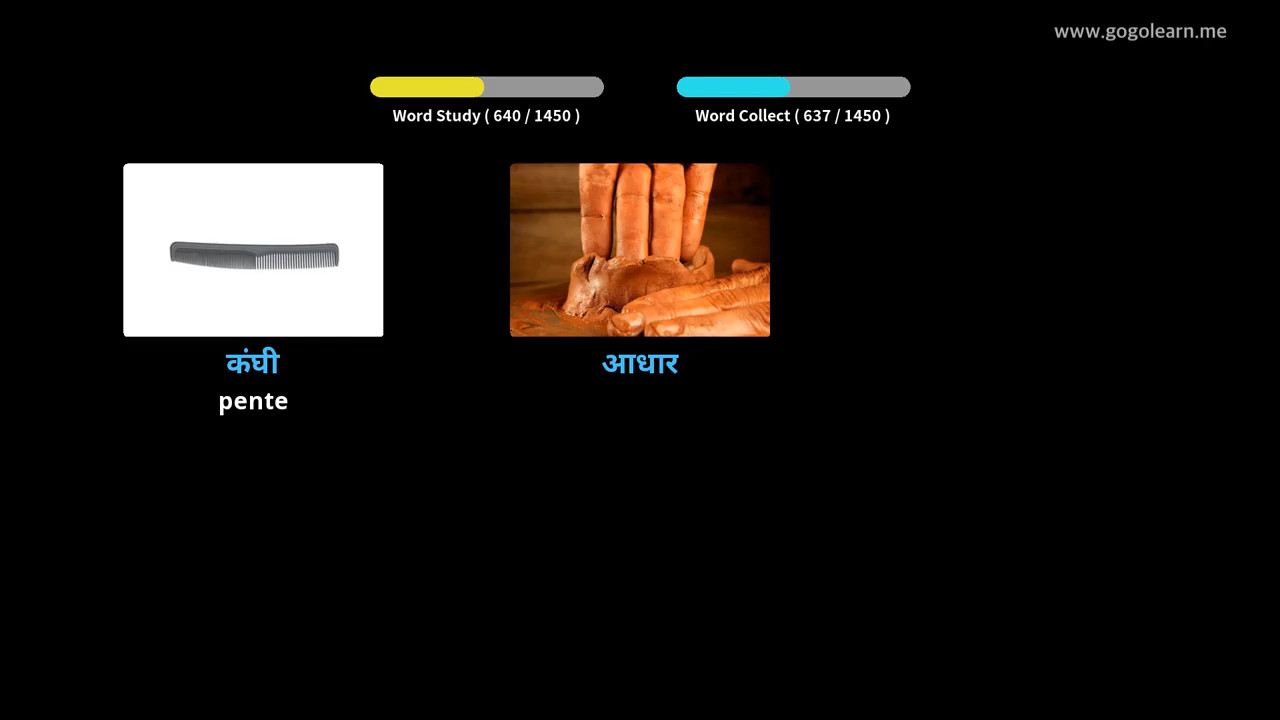 www.gogolearn.me
Word Study ( 640 / 1450 )
Word Collect ( 637 / 1450 )
कंघी
आधार
pente